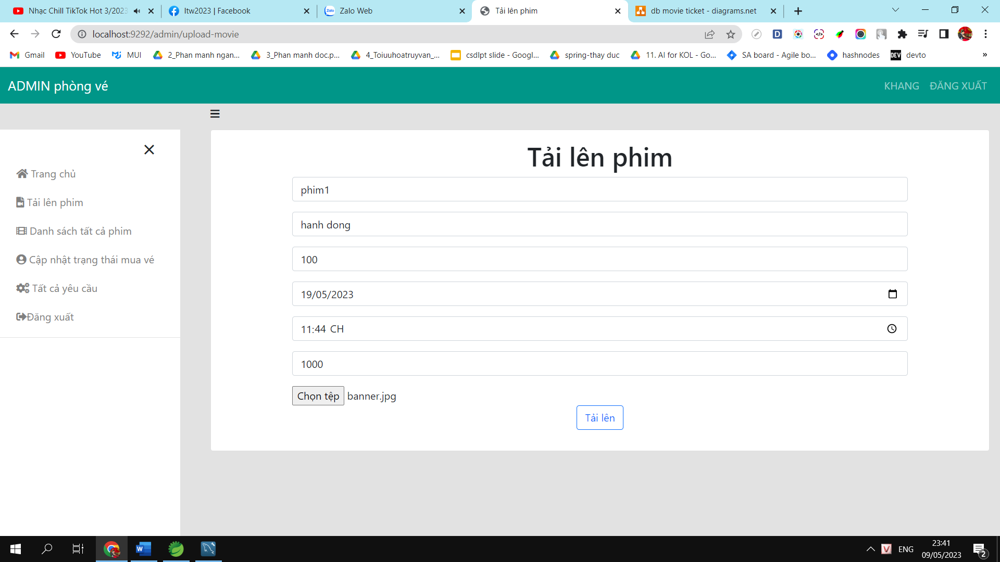 Nhạc Chill TikTok Hot 3/2023
ltw2023 | Facebook
Zalo Web
Tải lên phim
db movie ticket - diagrams.net
localhost:9292/admin/upload-movie
Gmail
YouTube
MUI
2_Phan manh ngan...
3_Phan manh doc.p...
4_Toiuuhoatruyvan_...
csdlpt slide - Googl...
spring-thay duc
11. AI for KOL - Go...
SA board - Agile bo...
hashnodes
DEV
devto
»
ADMIN phòng vé
KHANG
ĐĂNG XUẤT
Trang chủ
Tải lên phim
Danh sách tất cả phim
Cập nhật trạng thái mua vé
Tất cả yêu cầu
Đăng xuất
Tải lên phim
phim1
hanh dong
100
19/05/2023
11:44 CH
1000
Chọn tệp banner.jpg
Tải lên
ENG
23:41
09/05/2023
2